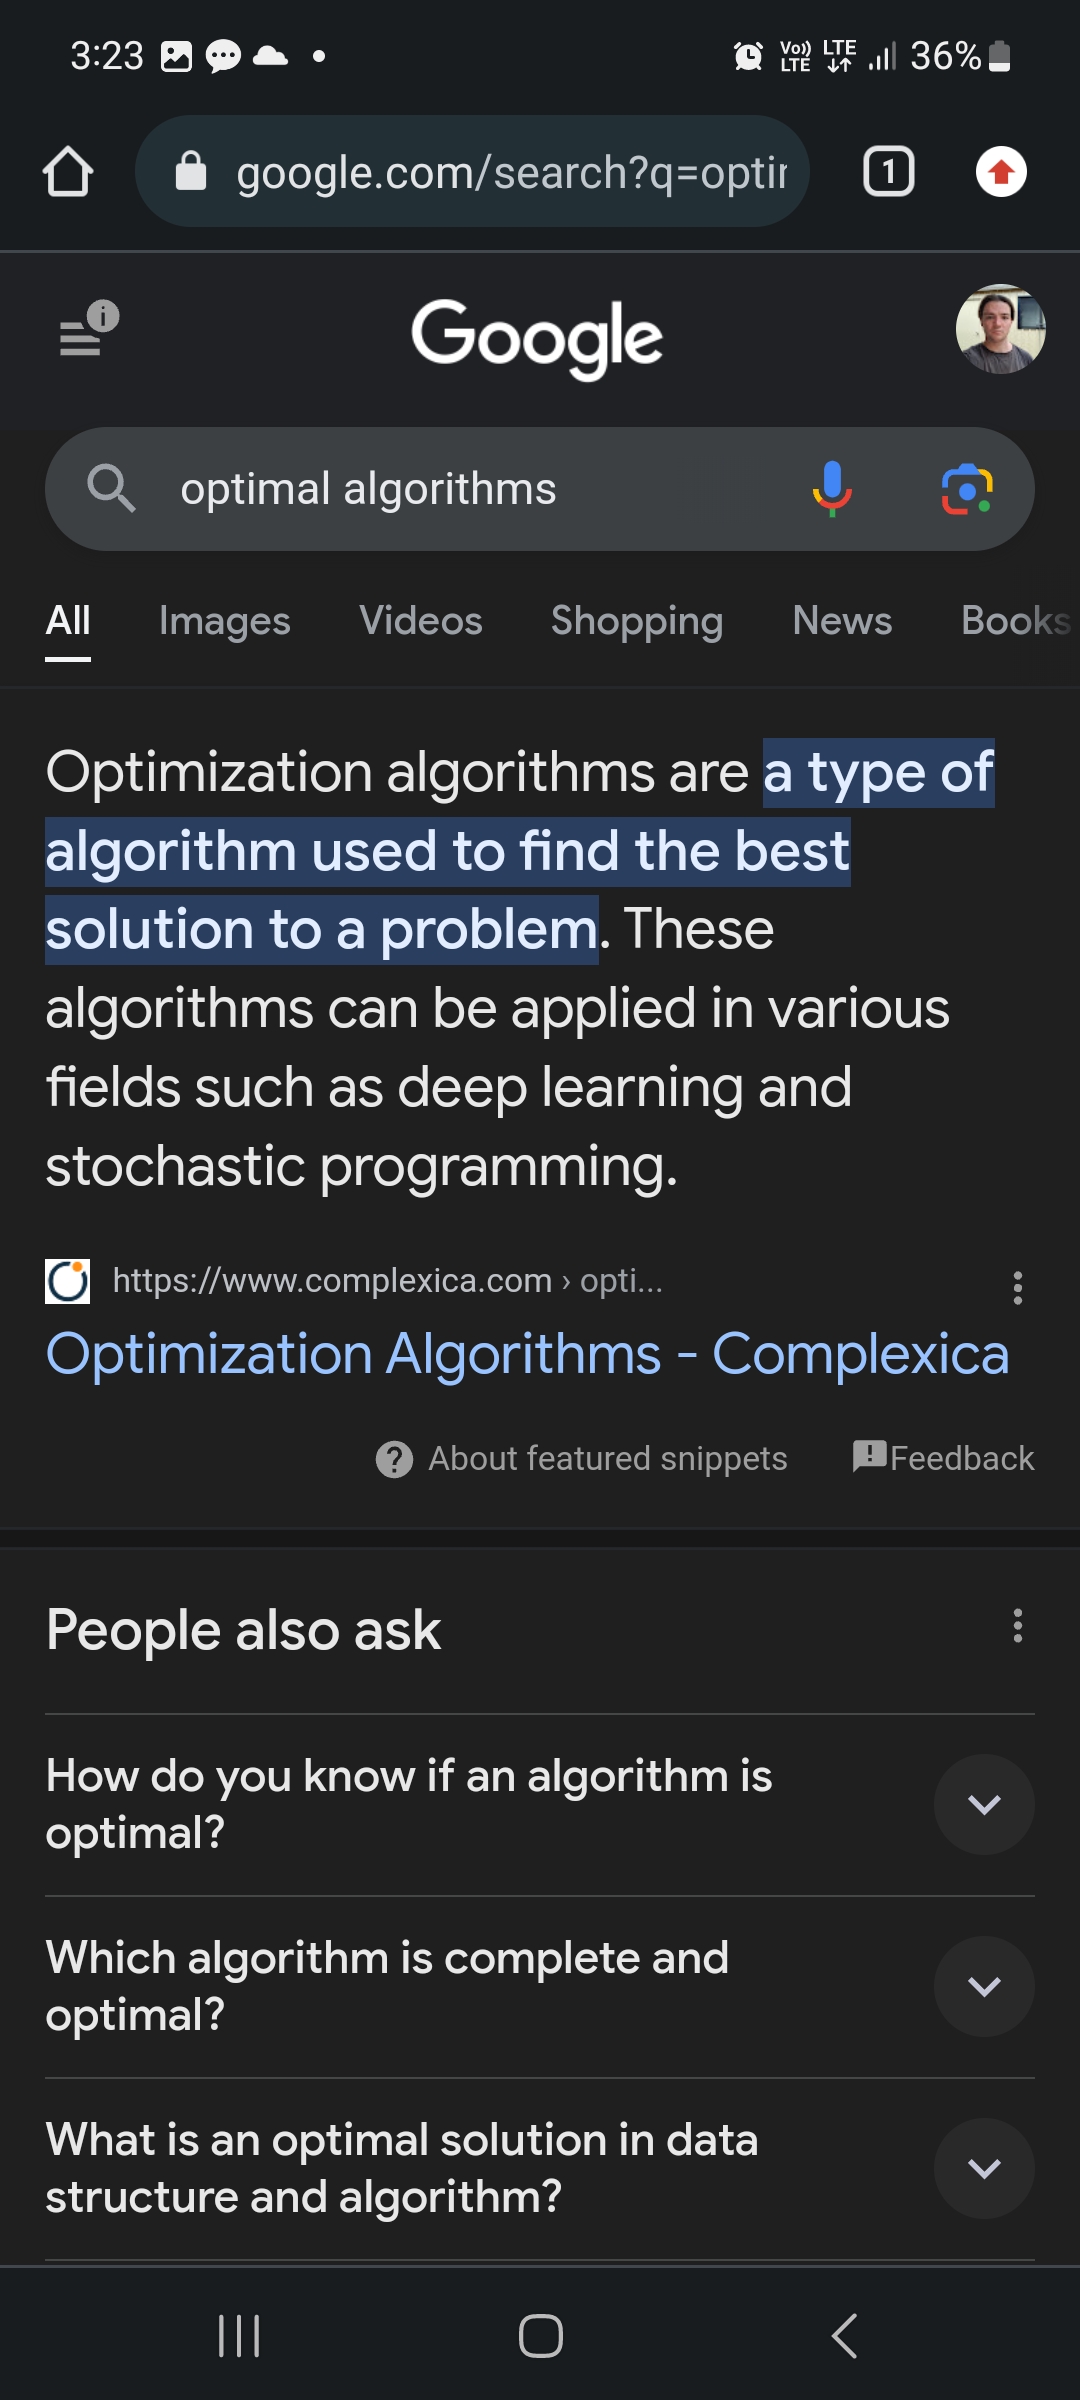 3:23
Vo)) LTE LTE 36%
google.com/search?q=optir
1
Google
optimal algorithms
All Images Videos Shopping News Books
Optimization algorithms are a type of
algorithm used to find the best
solution to a problem. These
algorithms can be applied in various
fields such as deep learning and
stochastic programming.
https://www.complexica.com › opti...
Optimization Algorithms - Complexica
About featured snippets Feedback
People also ask
How do you know if an algorithm is
optimal?
Which algorithm is complete and
optimal?
What is an optimal solution in data
structure and algorithm?